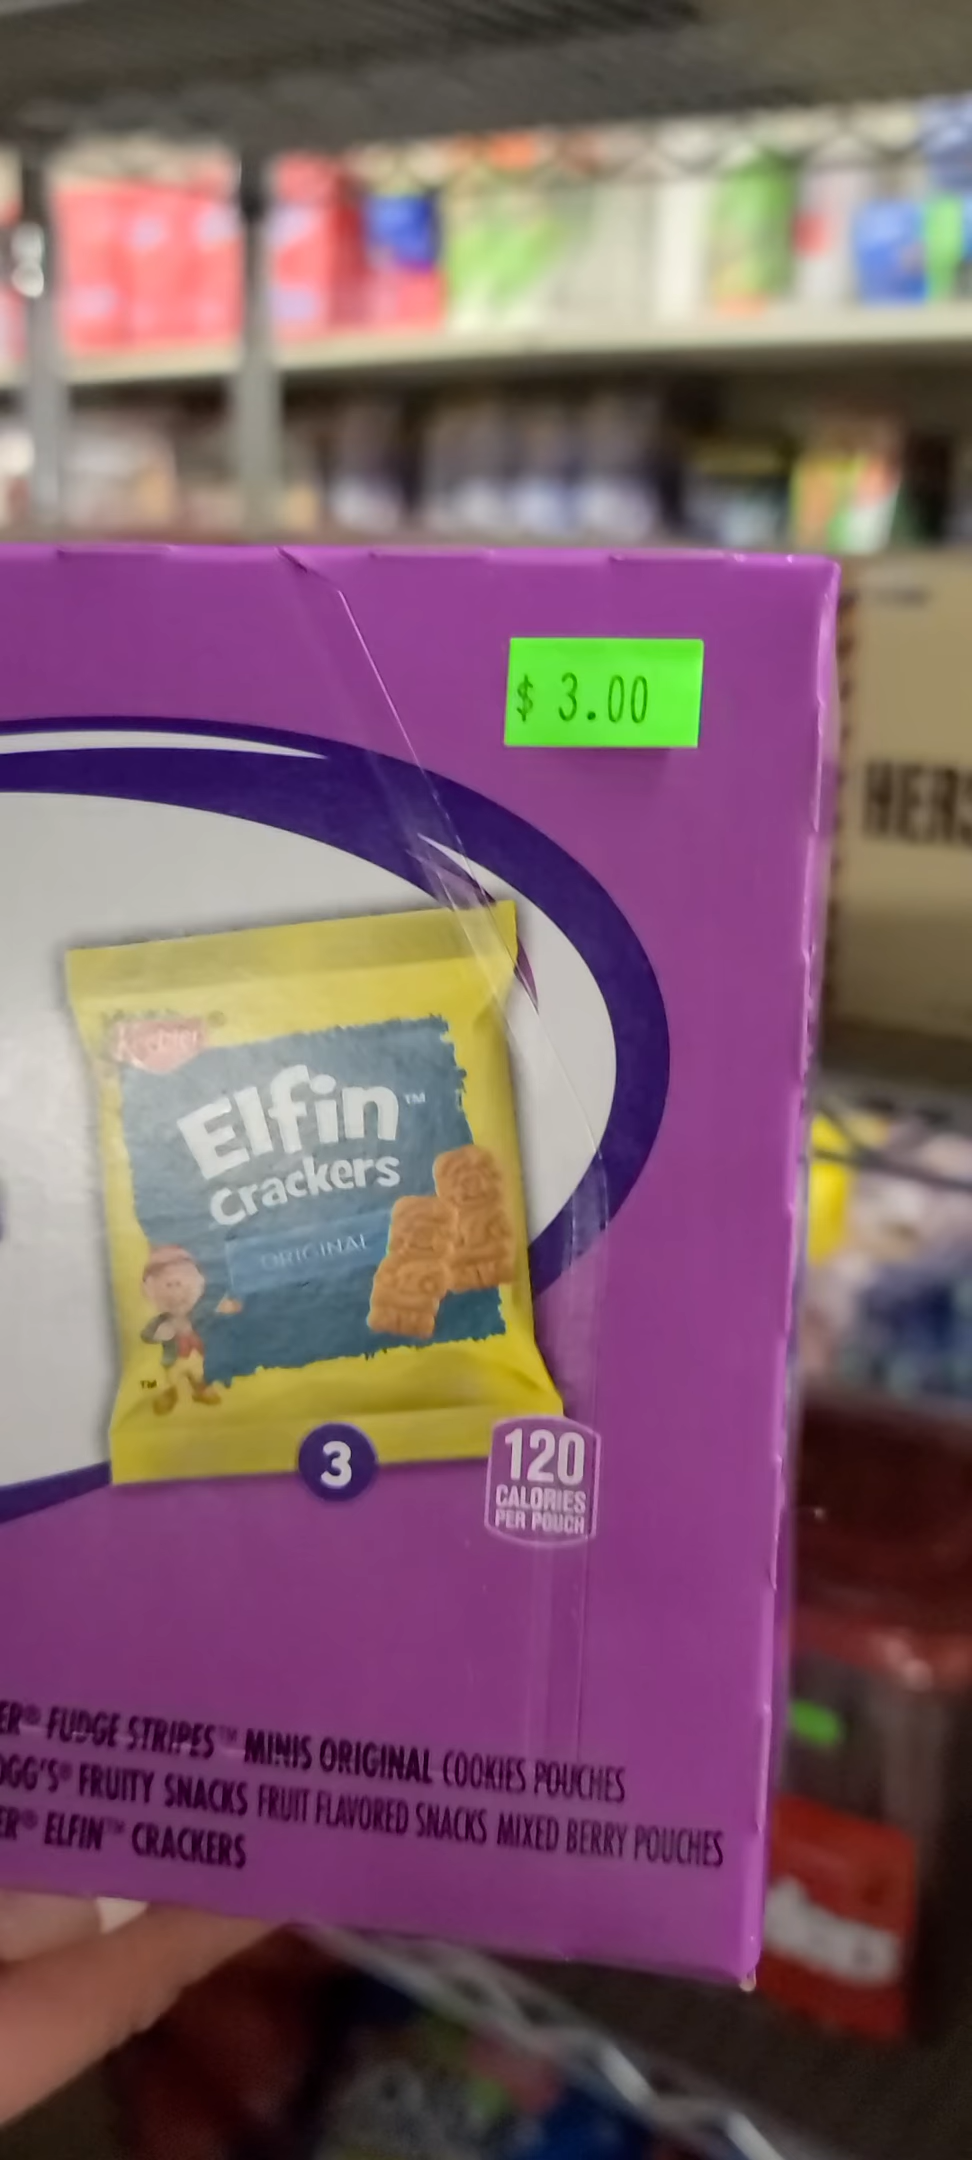 $ 3.00
HERS
Keebler
Elfin™
Crackers
ORIGINAL
TM
3
120
CALORIES
PER POUCH
ER® FUDGE STRIPES™ MINIS ORIGINAL COOKIES POUCHES
OGG'S® FRUITY SNACKS FRUIT FLAVORED SNACKS MIXED BERRY POUCHES
ER® ELFIN™ CRACKERS